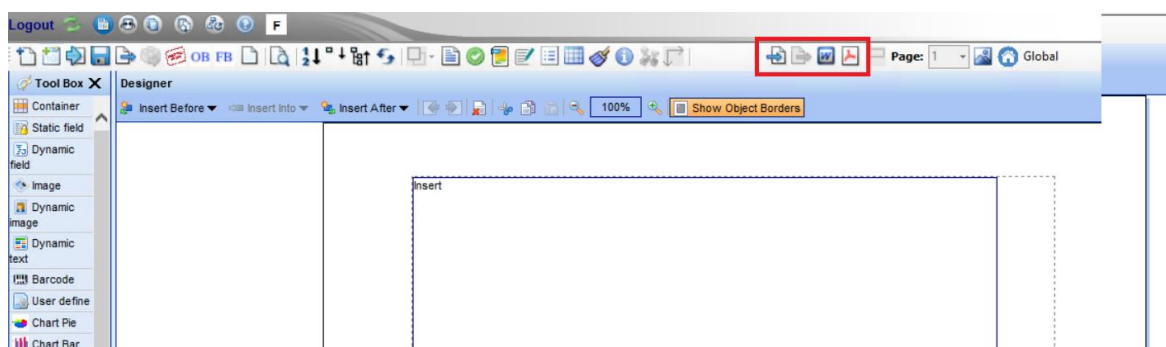 Logout F
OB FB Page: 1 Global
Tool Box X Designer
Container Insert Before Insert Into Insert After 100% Show Object Borders
Static field
Dynamic
field
Image Insert
Dynamic
image
Dynamic
text
Barcode
User define
Chart Pie
Chart Bar